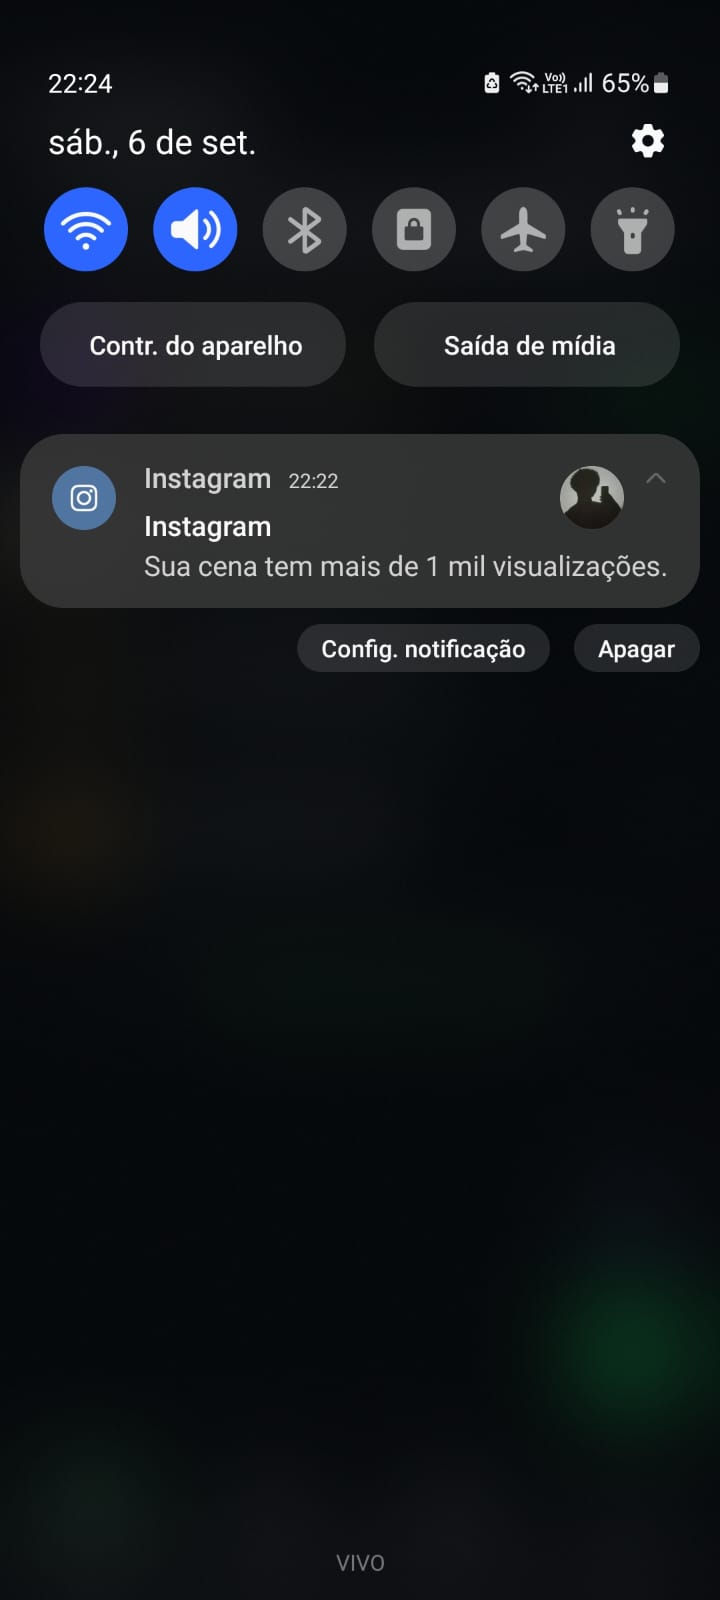 22:24 Vo)) LTE1 65%
sáb., 6 de set.
Contr. do aparelho Saída de mídia
Instagram 22:22
Instagram
Sua cena tem mais de 1 mil visualizações.
Config. notificação Apagar
VIVO